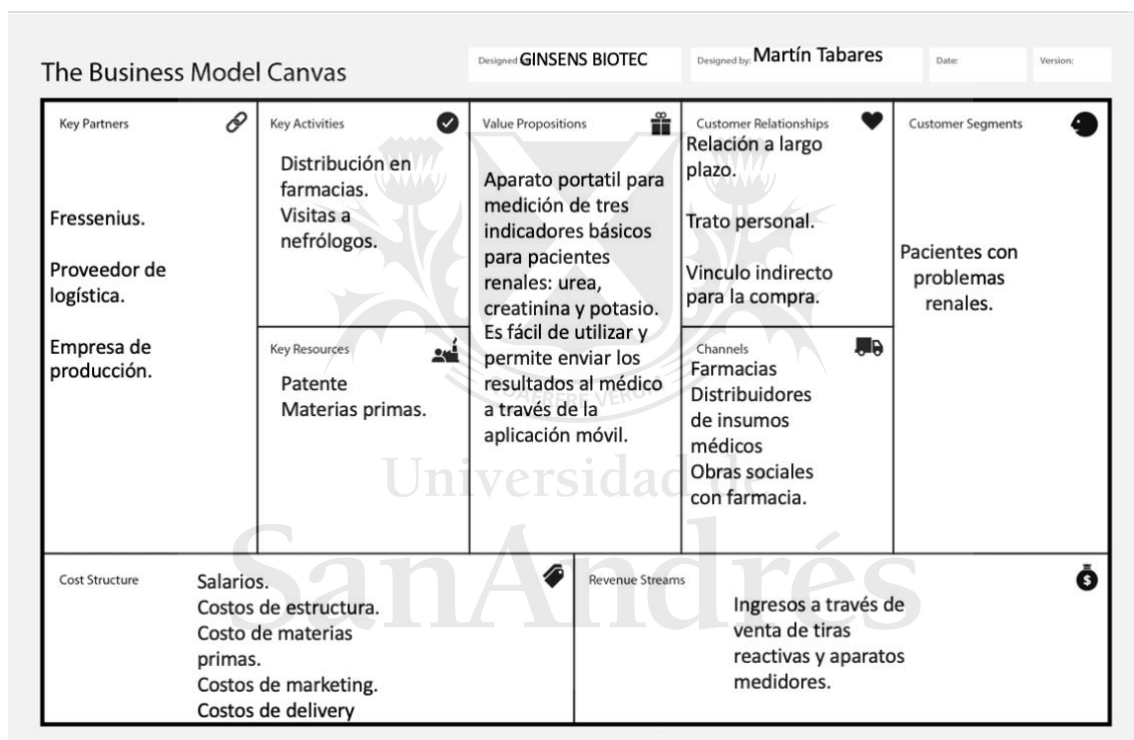 The Business Model Canvas
Designed GINSENS BIOTEC
Designed by: Martín Tabares
Date:
Version:
Key Partners
Fressenius.
Proveedor de
logística.
Empresa de
producción.
Key Activities
Distribución en
farmacias.
Visitas a
nefrólogos.
Key Resources
Patente
Materias primas.
Value Propositions
Aparato portatil para
medición de tres
indicadores básicos
para pacientes
renales: urea,
creatinina y potasio.
Es fácil de utilizar y
permite enviar los
resultados al médico
a través de la
aplicación móvil.
Customer Relationships
Relación a largo
plazo.
Trato personal.
Vinculo indirecto
para la compra.
Channels
Farmacias
Distribuidores
de insumos
médicos
Obras sociales
con farmacia.
Customer Segments
Pacientes con
problemas
renales.
Cost Structure
Salarios.
Costos de estructura.
Costo de materias
primas.
Costos de marketing.
Costos de delivery
Revenue Streams
Ingresos a través de
venta de tiras
reactivas y aparatos
medidores.
QUAERERE VERUM
Universidad de
SanAndrés